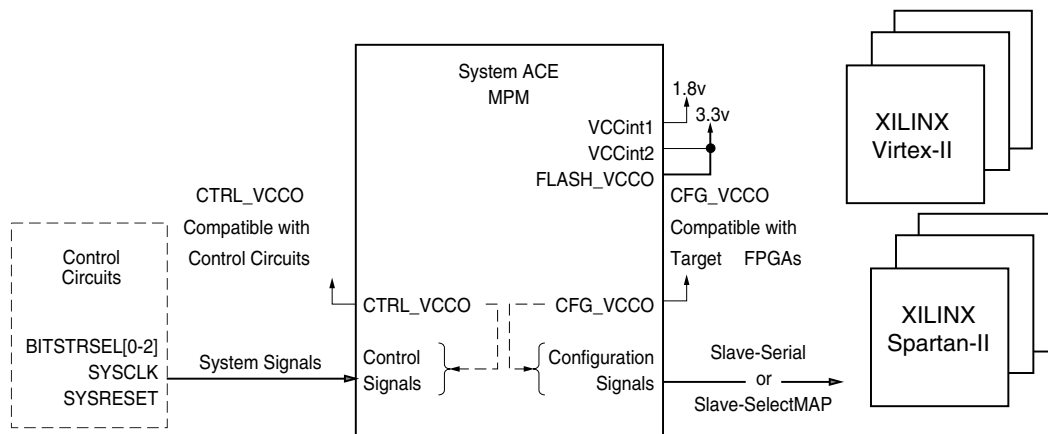 System ACE
MPM
1.8v
3.3v
VCCint1
VCCint2
FLASH_VCCO
XILINX
Virtex-II
CTRL_VCCO
Compatible with
Control Circuits
CFG_VCCO
Compatible with
Target FPGAs
Control
Circuits
CTRL_VCCO
CFG_VCCO
BITSTRSEL[0-2]
SYSCLK
SYSRESET
System Signals
Control
Signals
Configuration
Signals
Slave-Serial
or
Slave-SelectMAP
XILINX
Spartan-II